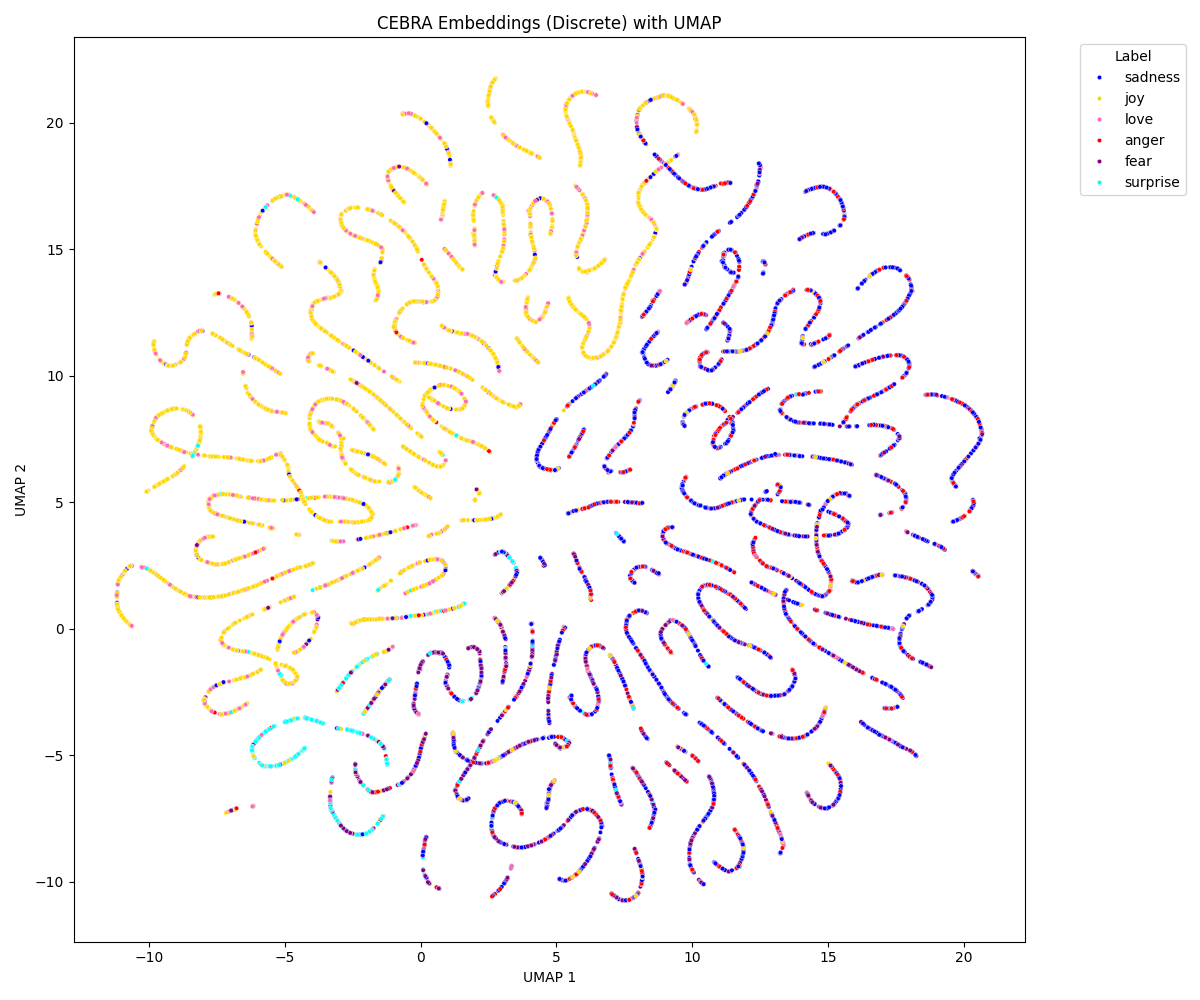 CEBRA Embeddings (Discrete) with UMAP
Label
sadness
joy
love
anger
fear
surprise
UMAP 2
20
15
10
5
0
−5
−10
−10
−5
0
5
10
15
20
UMAP 1